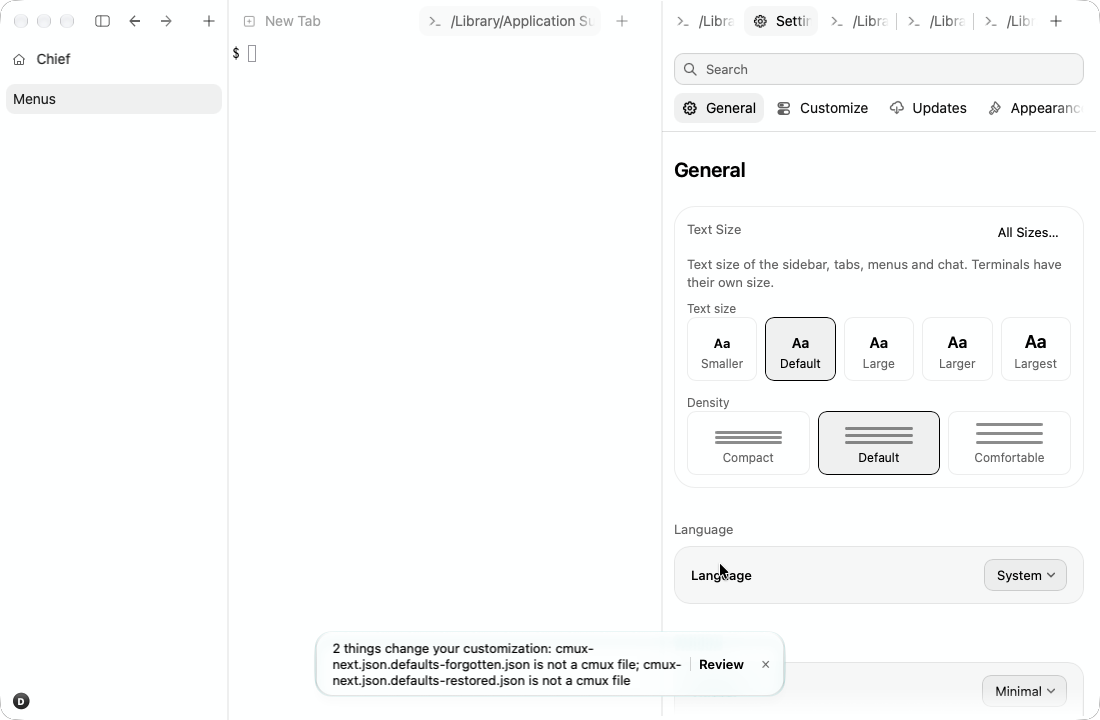 New Tab
/Library/Application Su
/Libra
Settin
/Libra
/Libra
/Libr
Chief
Menus
$
Search
General
Customize
Updates
Appearanc
General
Text Size
All Sizes...
Text size of the sidebar, tabs, menus and chat. Terminals have
their own size.
Text size
Aa
Smaller
Aa
Default
Aa
Large
Aa
Larger
Aa
Largest
Density
Compact
Default
Comfortable
Language
Language
System
2 things change your customization: cmux-
next.json.defaults-forgotten.json is not a cmux file; cmux-
next.json.defaults-restored.json is not a cmux file
Review
Minimal
D